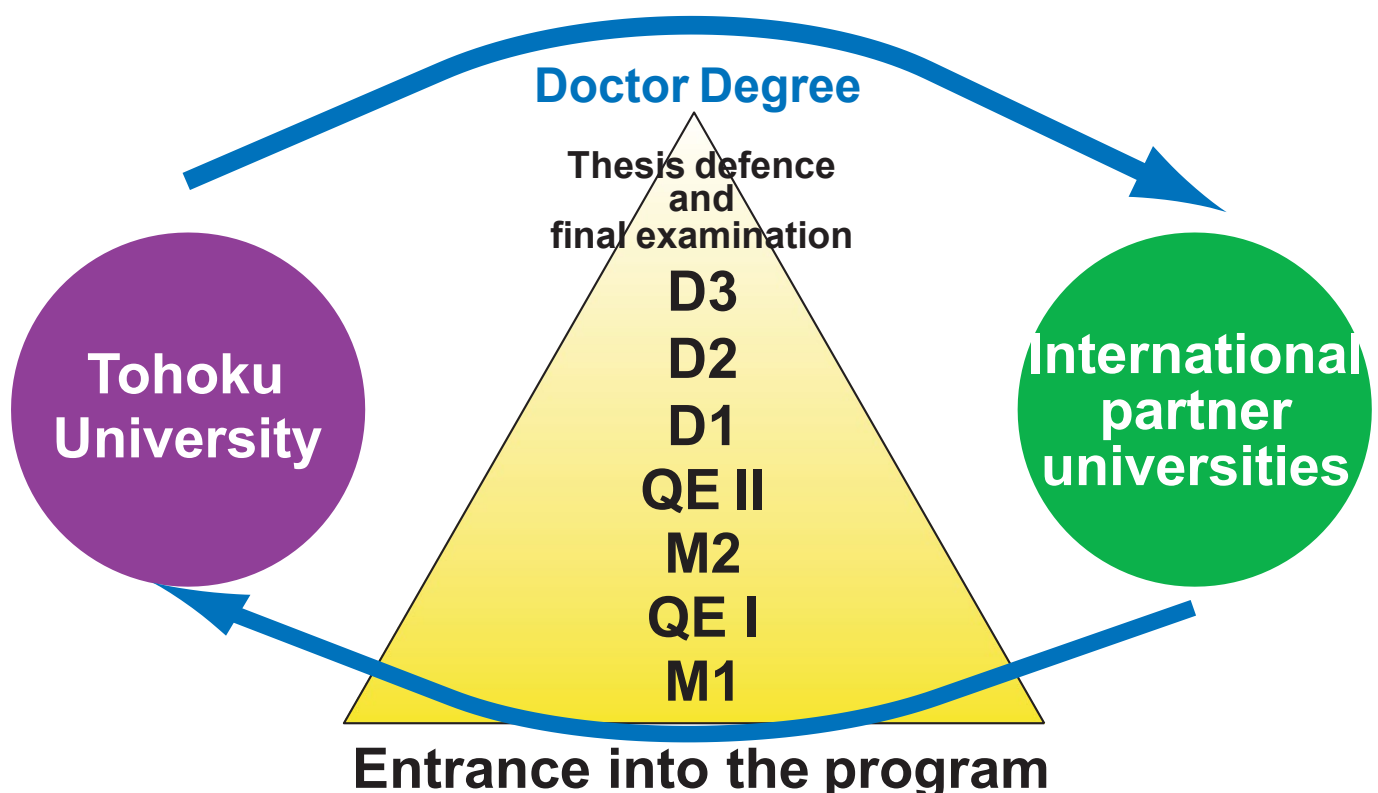 Doctor Degree
Thesis defence
and
final examination
D3
D2
D1
QE II
M2
QE I
M1
Entrance into the program
Tohoku
University
International
partner
universities